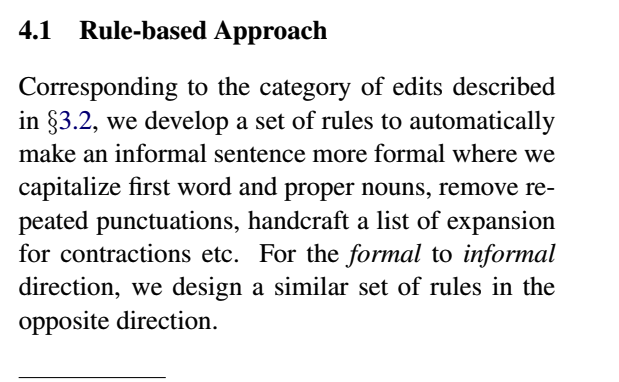 4.1 Rule-based Approach
Corresponding to the category of edits described
in §3.2, we develop a set of rules to automatically
make an informal sentence more formal where we
capitalize first word and proper nouns, remove re-
peated punctuations, handcraft a list of expansion
for contractions etc. For the formal to informal
direction, we design a similar set of rules in the
opposite direction.